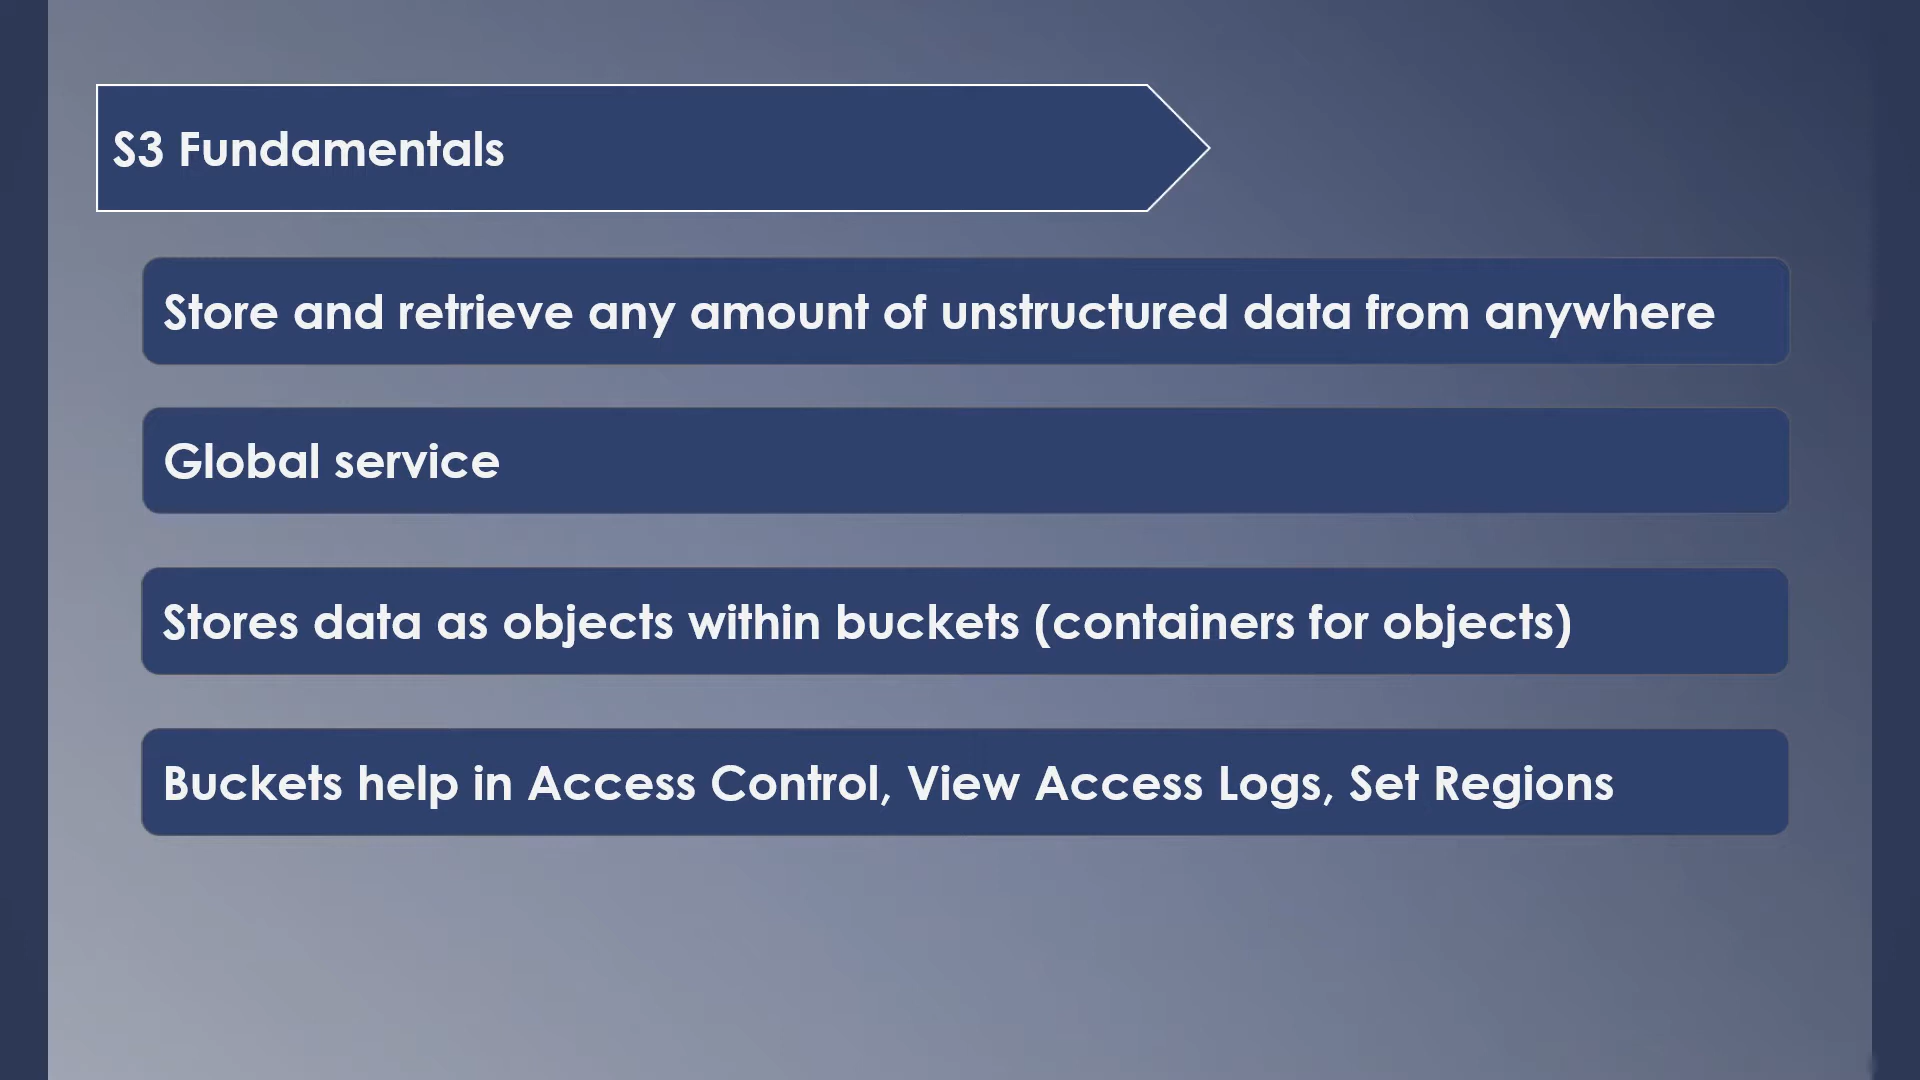 S3 Fundamentals
Store and retrieve any amount of unstructured data from anywhere
Global service
Stores data as objects within buckets (containers for objects)
Buckets help in Access Control, View Access Logs, Set Regions